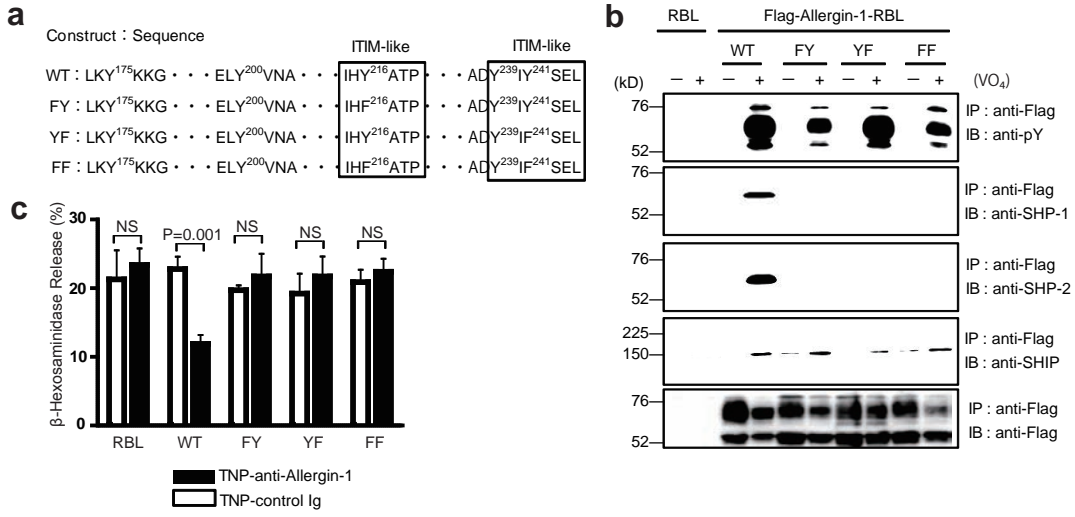 a
Construct : Sequence
ITIM-like ITIM-like
WT : LKY175KKG · · · ELY200VNA · · · IHY216ATP · · · ADY239IY241SEL
FY : LKY175KKG · · · ELY200VNA · · · IHF216ATP · · · ADY239IY241SEL
YF : LKY175KKG · · · ELY200VNA · · · IHY216ATP · · · ADY239IF241SEL
FF : LKY175KKG · · · ELY200VNA · · · IHF216ATP · · · ADY239IF241SEL
b
RBL Flag-Allergin-1-RBL
WT FY YF FF
(kD) − + − + − + − + − + (VO4)
76
52
IP : anti-Flag
IB : anti-pY
76
52
IP : anti-Flag
IB : anti-SHP-1
76
52
IP : anti-Flag
IB : anti-SHP-2
225
150
IP : anti-Flag
IB : anti-SHIP
76
52
IP : anti-Flag
IB : anti-Flag
c
β-Hexosaminidase Release (%)
30
20
10
0
NS P=0.001 NS NS NS
RBL WT FY YF FF
TNP-anti-Allergin-1
TNP-control Ig